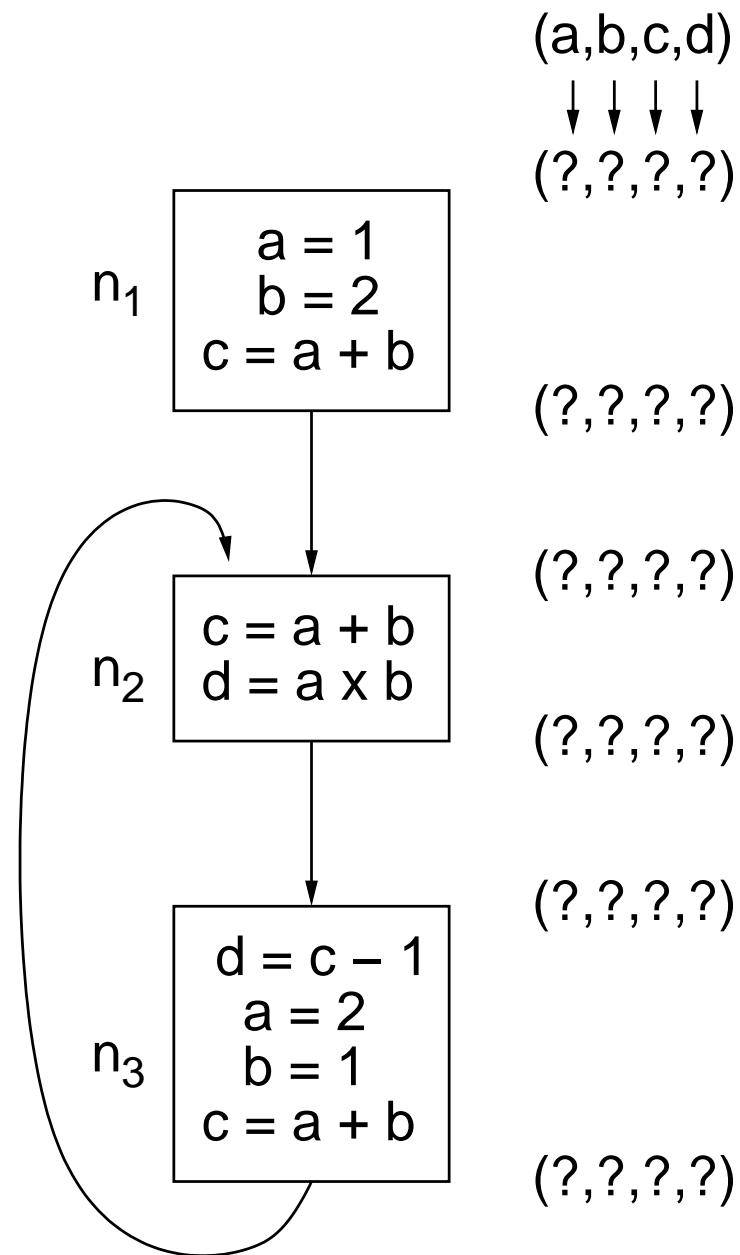 (a,b,c,d)
(?,?,?,?)
n1
a = 1
b = 2
c = a + b
(?,?,?,?)
(?,?,?,?)
n2
c = a + b
d = a x b
(?,?,?,?)
(?,?,?,?)
n3
d = c – 1
a = 2
b = 1
c = a + b
(?,?,?,?)